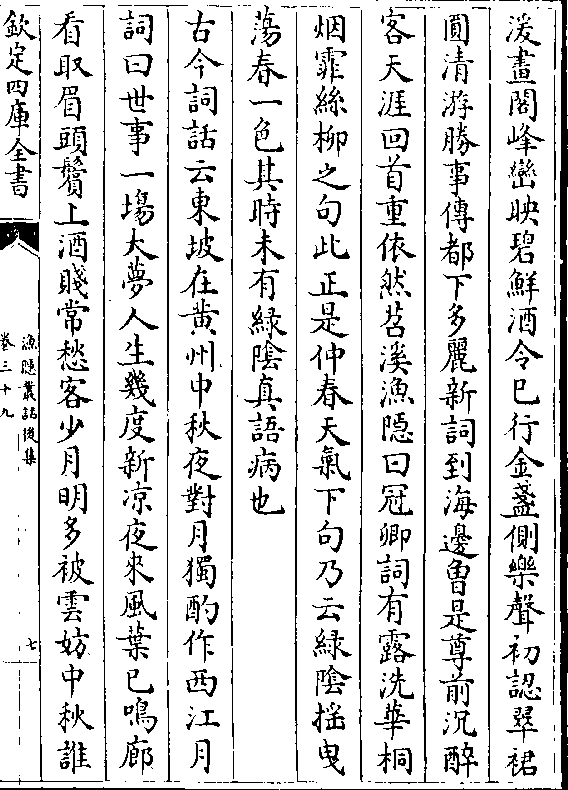 湲畫閣峰巒映碧鮮酒令已行金盞側樂聲初認翠裙
圓清游勝事傳都下多麗新詞到海邊曾是尊前沉醉
客天涯回首重依然苕溪漁隱曰冠卿詞有露洗華桐
烟霏絲柳之句此正是仲春天氣下句乃云緑陰揺曳
蕩春一色其時未有緑陰真語病也
古今詞話云東坡在黄州中秋夜對月獨酌作西江月
詞曰世事一塲大夢人生幾度新凉夜來風葉已鳴廊
看取眉頭鬢上酒賤常愁客少月明多被雲妨中秋誰
欽定四庫全書
漁隠叢話後集
卷三十九
七